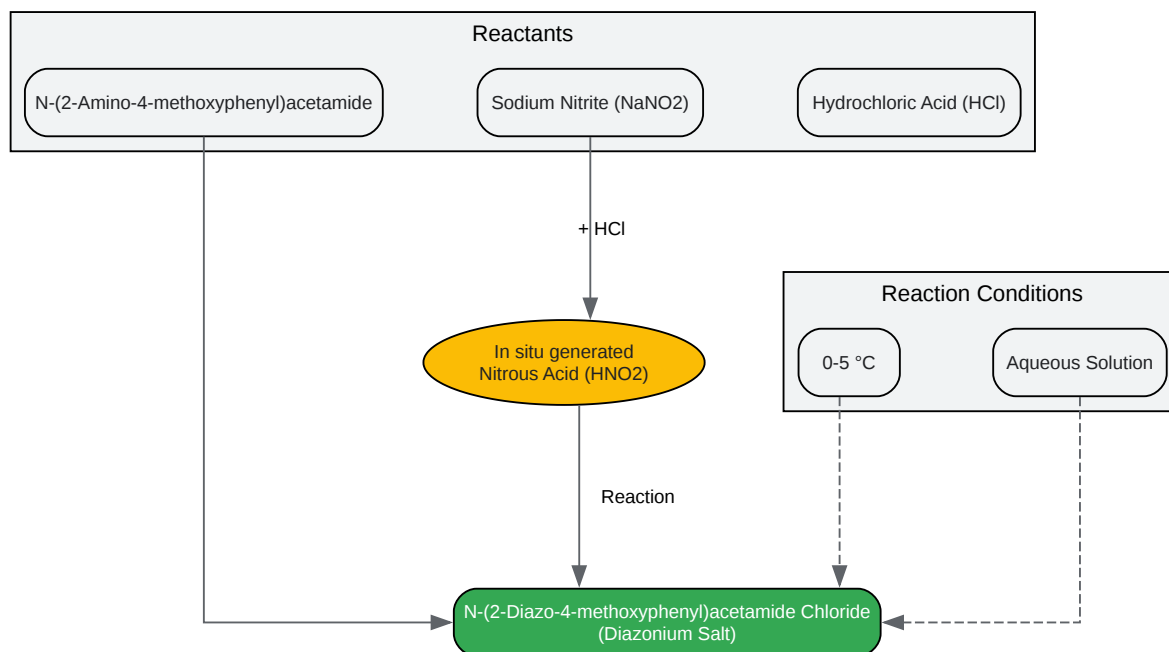 Reactants
N-(2-Amino-4-methoxyphenyl)acetamide
Sodium Nitrite (NaNO2)
Hydrochloric Acid (HCl)
+ HCl
Reaction Conditions
In situ generated
Nitrous Acid (HNO2)
0-5 °C
Aqueous Solution
Reaction
N-(2-Diazo-4-methoxyphenyl)acetamide Chloride
(Diazonium Salt)